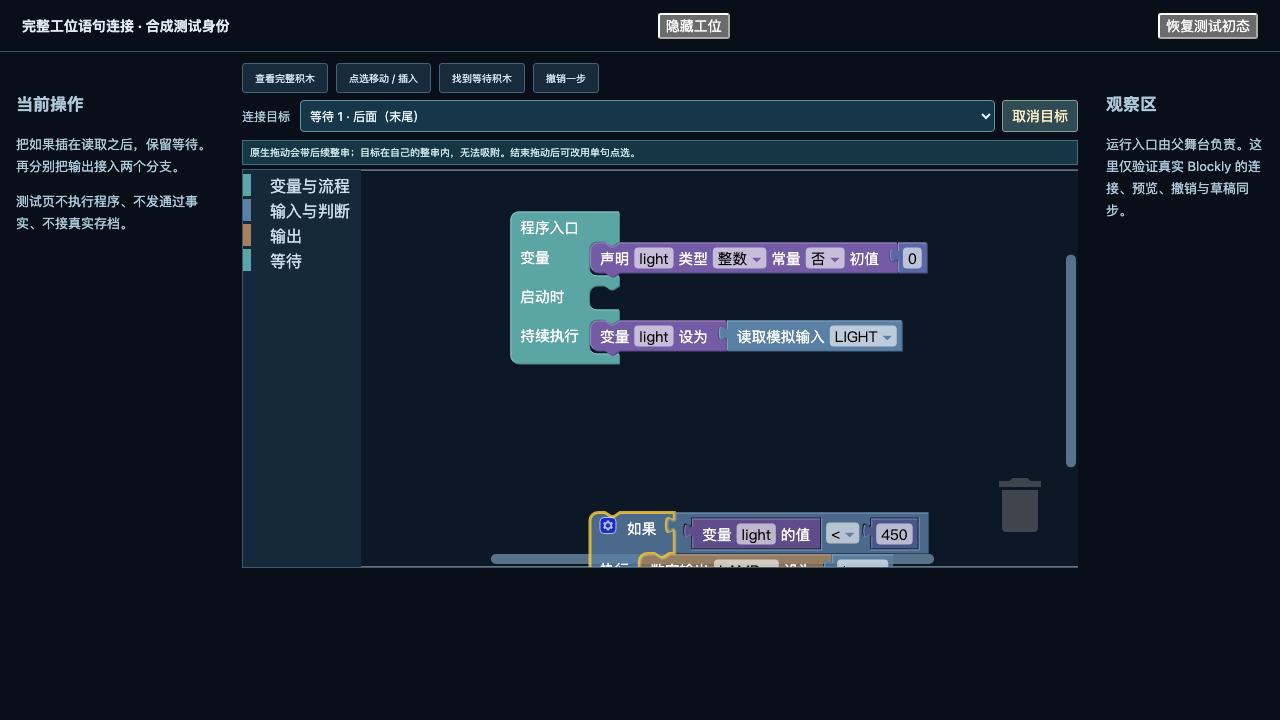 完整工位语句连接 · 合成测试身份
隐藏工位
恢复测试初态
当前操作
把如果插在读取之后，保留等待。
再分别把输出接入两个分支。
测试页不执行程序、不发通过事
实、不接真实存档。
查看完整积木
点选移动 / 插入
找到等待积木
撤销一步
连接目标
等待 1 · 后面（末尾）
取消目标
原生拖动会带后续整串；目标在自己的整串内，无法吸附。结束拖动后可改用单句点选。
变量与流程
输入与判断
输出
等待
程序入口
变量 声明 light 类型 整数 常量 否 初值 0
启动时
持续执行 变量 light 设为 读取模拟输入 LIGHT
如果 变量 light 的值 < 450
执行 数字输出 LAMP 设为
观察区
运行入口由父舞台负责。这
里仅验证真实 Blockly 的连
接、预览、撤销与草稿同
步。